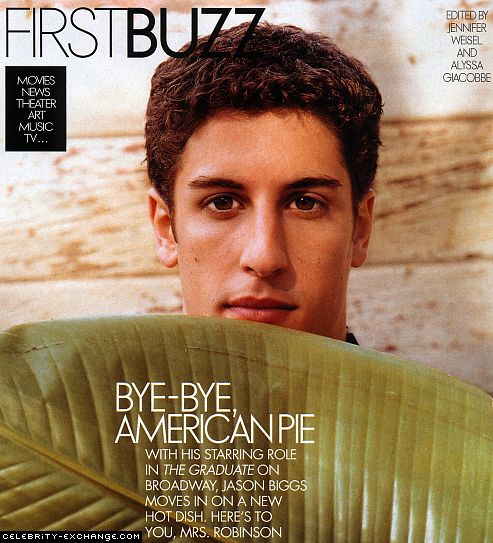 FIRSTBUZZ
EDITED BY
JENNIFER
WEISEL
AND
ALYSSA
GIACOBBE
MOVIES
NEWS
THEATER
ART
MUSIC
TV...
BYE-BYE,
AMERICAN PIE
WITH HIS STARRING ROLE
IN THE GRADUATE ON
BROADWAY, JASON BIGGS
MOVES IN ON A NEW
HOT DISH. HERE'S TO
YOU, MRS. ROBINSON
CELEBRITY-EXCHANGE.COM